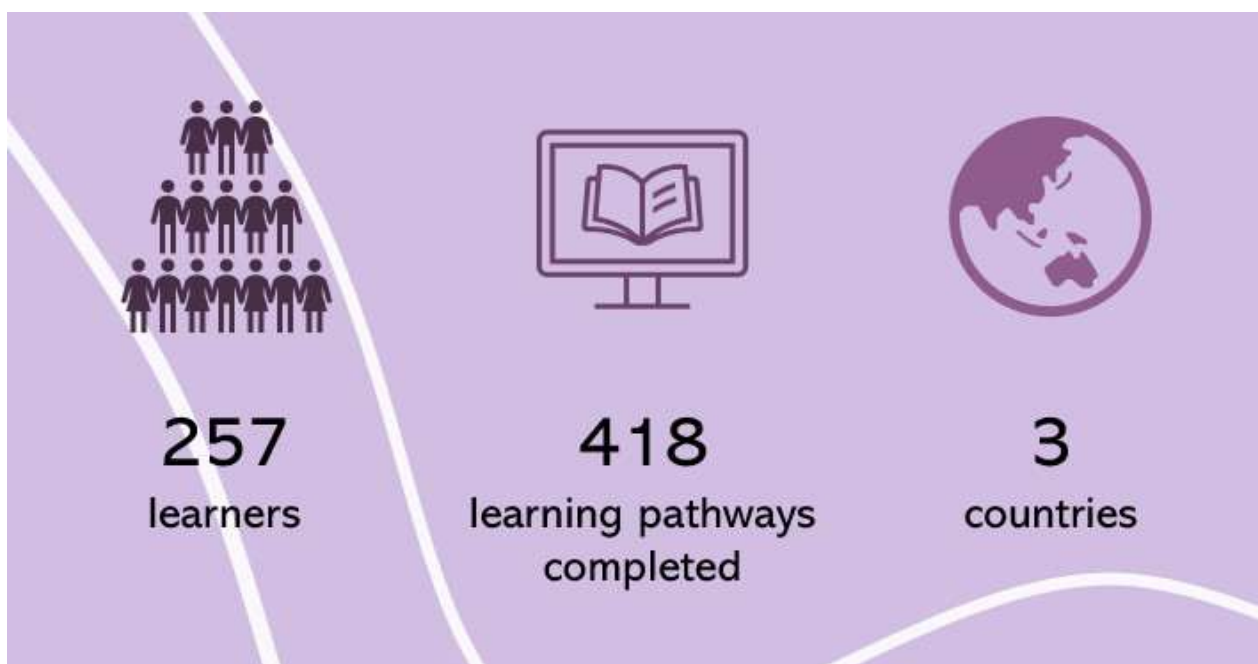 257
learners
418
learning pathways
completed
3
countries